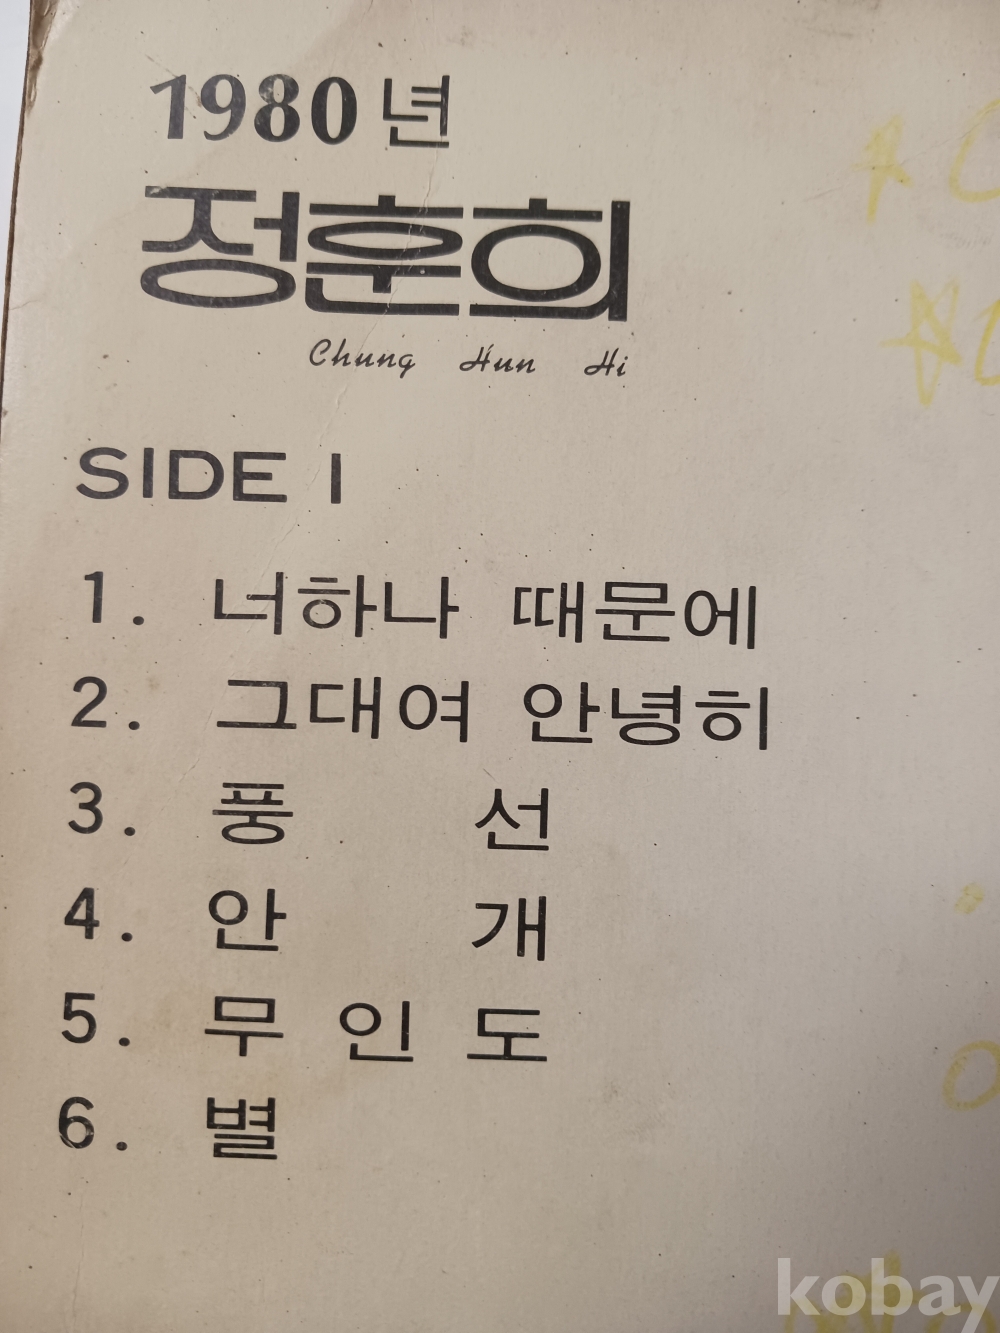 1980년
정훈희
Chung Hun Hi
SIDE 1
1. 너하나 때문에
2. 그대여 안녕히
3. 풍 선
4. 안 개
5. 무 인 도
6. 별
kobay